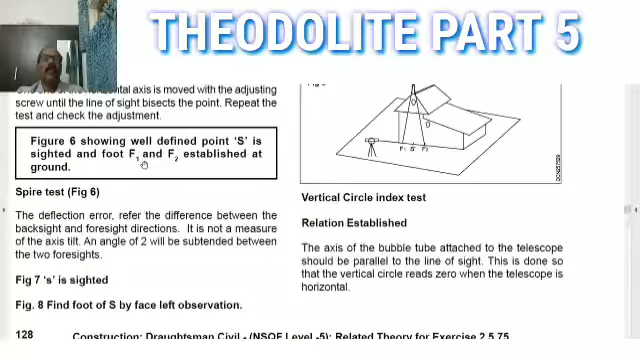 THEODOLITE PART 5
horizontal axis is moved with the adjusting
screw until the line of sight bisects the point. Repeat the
test and check the adjustment.
Figure 6 showing well defined point ‘S’ is
sighted and foot F1 and F2 established at
ground.
Spire test (Fig 6)
The deflection error, refer the difference between the
backsight and foresight directions. It is not a measure
of the axis tilt. An angle of 2 will be subtended between
the two foresights.
Fig 7 ‘s’ is sighted
Fig. 8 Find foot of S by face left observation.
128
F1 S' F2
Vertical Circle index test
Relation Established
The axis of the bubble tube attached to the telescope
should be parallel to the line of sight. This is done so
that the vertical circle reads zero when the telescope is
horizontal.
Construction: Draughtsman Civil - (NSQF Level -5): Related Theory for Exercise 2.5.75